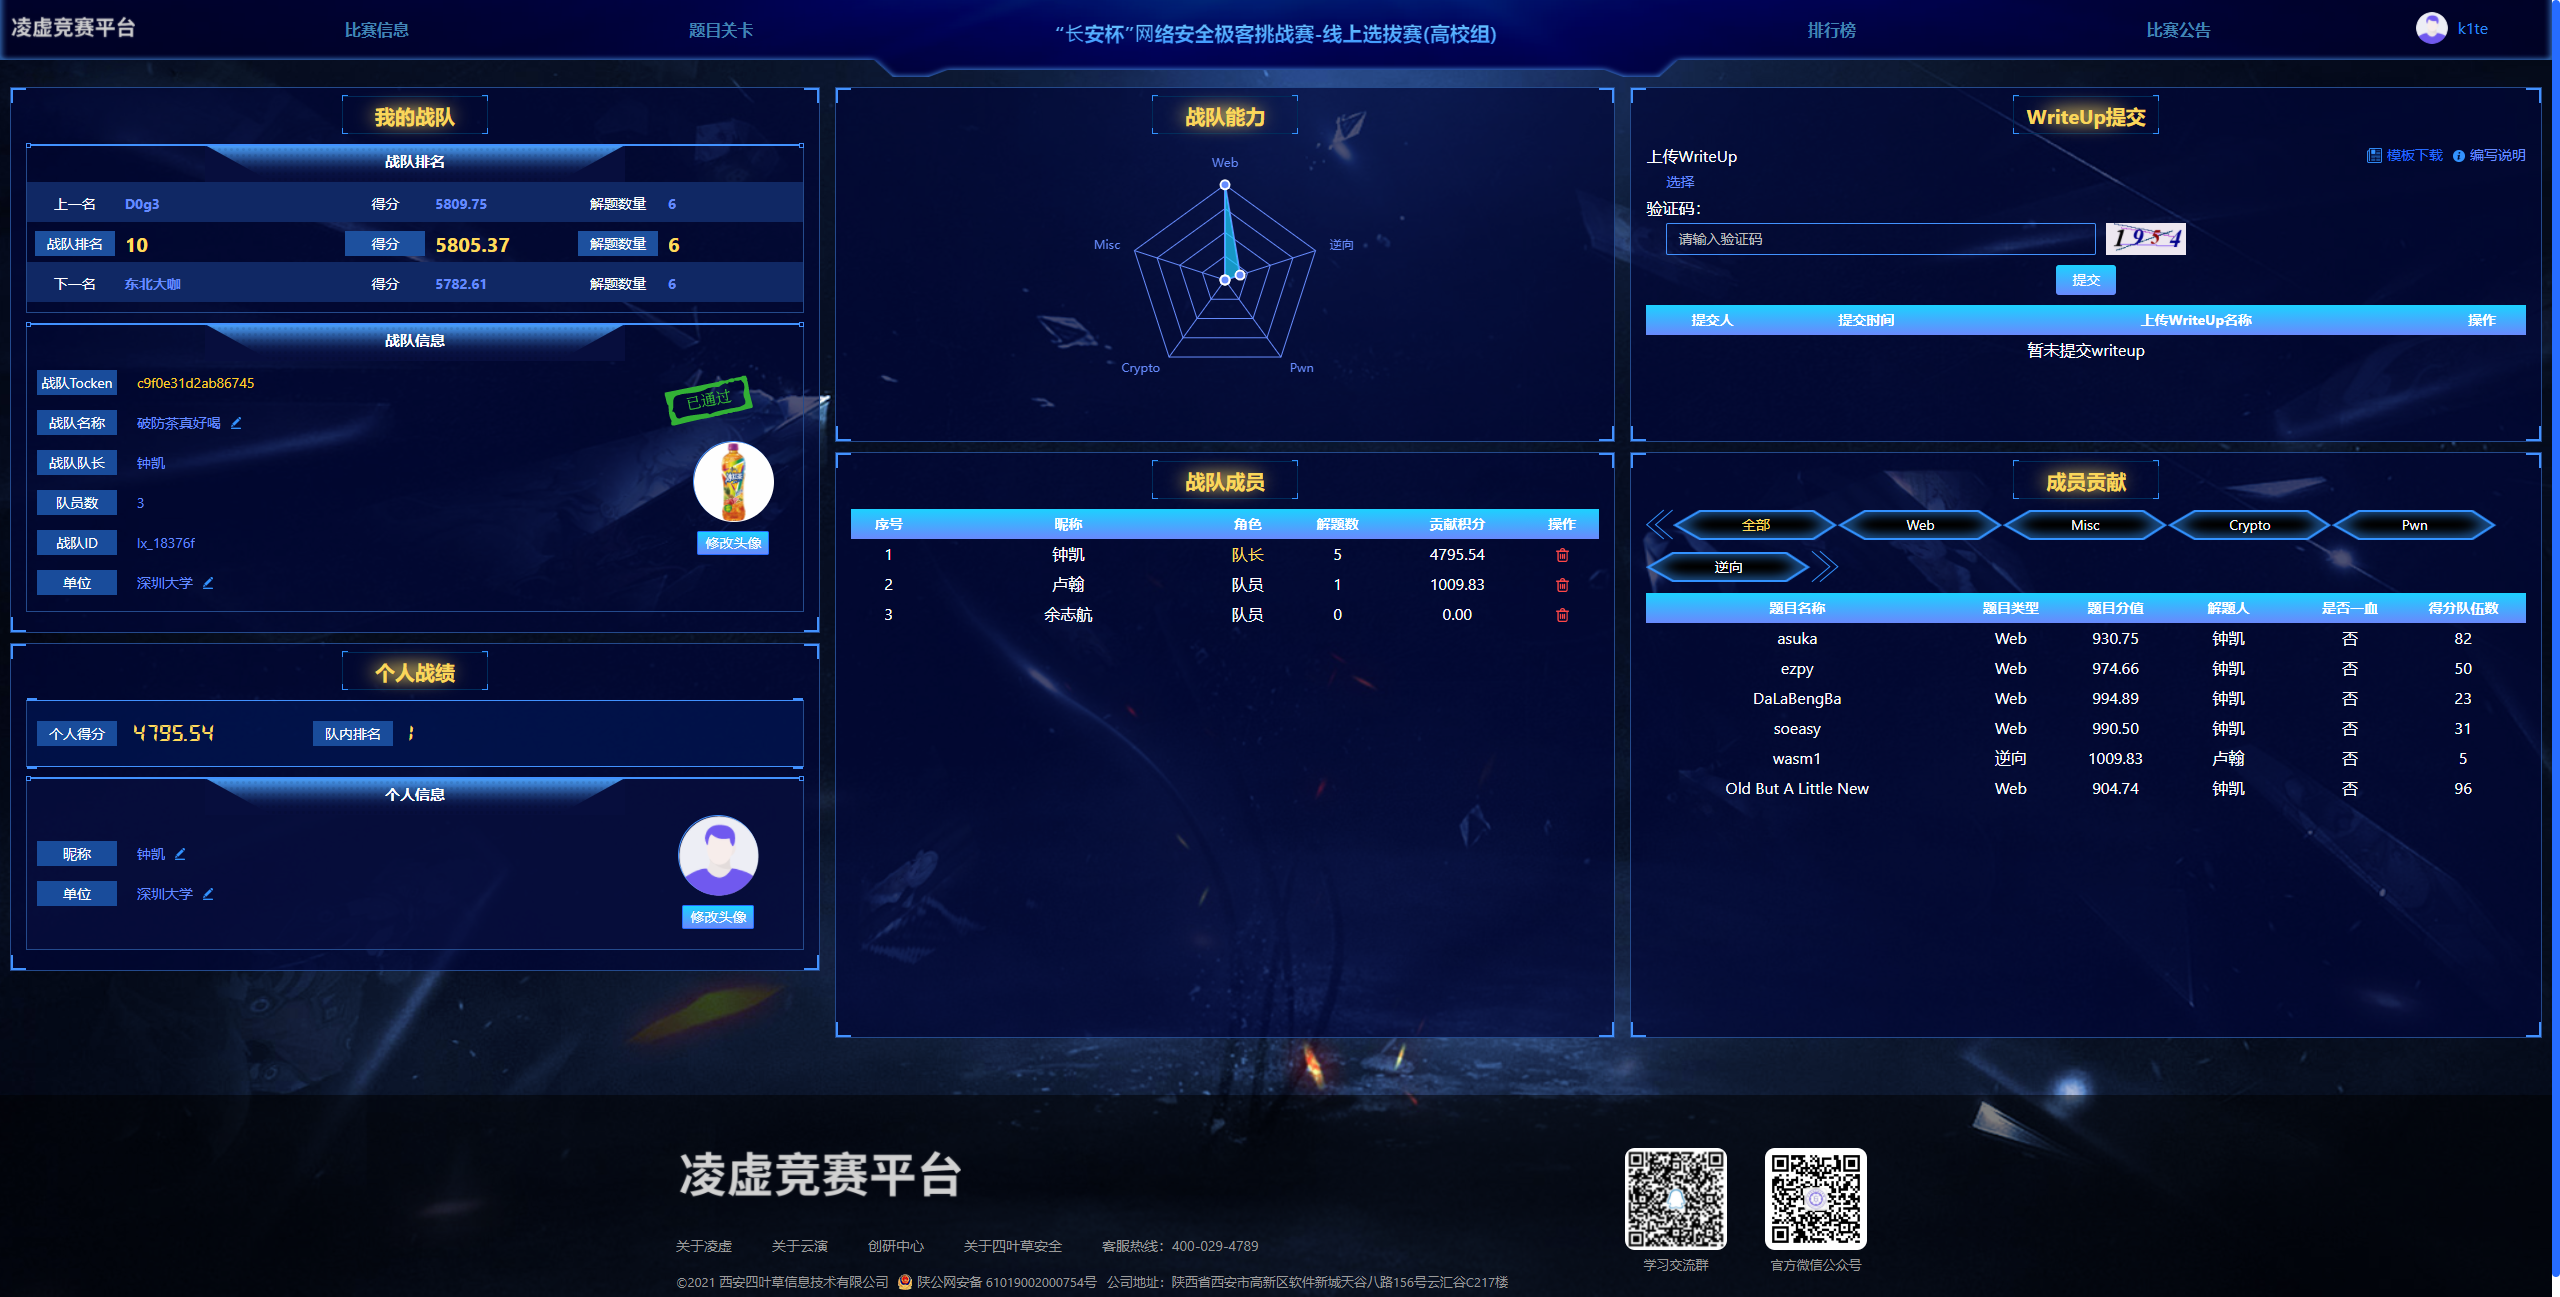 凌虚竞赛平台
比赛信息
题目关卡
“长安杯”网络安全极客挑战赛-线上选拔赛(高校组)
排行榜
比赛公告
k1te
我的战队
战队排名
上一名 D0g3 得分 5809.75 解题数量 6
战队排名 10 得分 5805.37 解题数量 6
下一名 东北大咖 得分 5782.61 解题数量 6
战队信息
战队Tocken c9f0e31d2ab86745
已通过
战队名称 破防茶真好喝
战队队长 钟凯
队员数 3
战队ID lx_18376f
修改头像
单位 深圳大学
个人战绩
个人得分 4795.54 队内排名 1
个人信息
昵称 钟凯
单位 深圳大学
修改头像
战队能力
Web
逆向
Pwn
Crypto
Misc
战队成员
序号 昵称 角色 解题数 贡献积分 操作
1 钟凯 队长 5 4795.54
2 卢翰 队员 1 1009.83
3 余志航 队员 0 0.00
WriteUp提交
上传WriteUp
模板下载 编写说明
选择
验证码：
请输入验证码
1954
提交
提交人 提交时间 上传WriteUp名称 操作
暂未提交writeup
成员贡献
全部 Web Misc Crypto Pwn
逆向
题目名称 题目类型 题目分值 解题人 是否一血 得分队伍数
asuka Web 930.75 钟凯 否 82
ezpy Web 974.66 钟凯 否 50
DaLaBengBa Web 994.89 钟凯 否 23
soeasy Web 990.50 钟凯 否 31
wasm1 逆向 1009.83 卢翰 否 5
Old But A Little New Web 904.74 钟凯 否 96
凌虚竞赛平台
关于凌虚 关于云演 创研中心 关于四叶草安全 客服热线：400-029-4789
©2021 西安四叶草信息技术有限公司 陕公网安备 61019002000754号 公司地址：陕西省西安市高新区软件新城天谷八路156号云汇谷C217楼
学习交流群
官方微信公众号